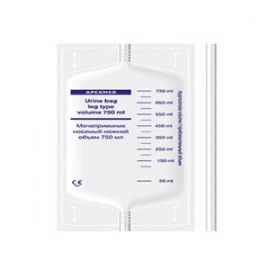 APEXMED
Urine bag
leg type
volume 750 ml
Мочеприемник
носимый ножной
объем 750 мл
750 ml
650 ml
550 ml
450 ml
350 ml
250 ml
150 ml
50 ml
CE